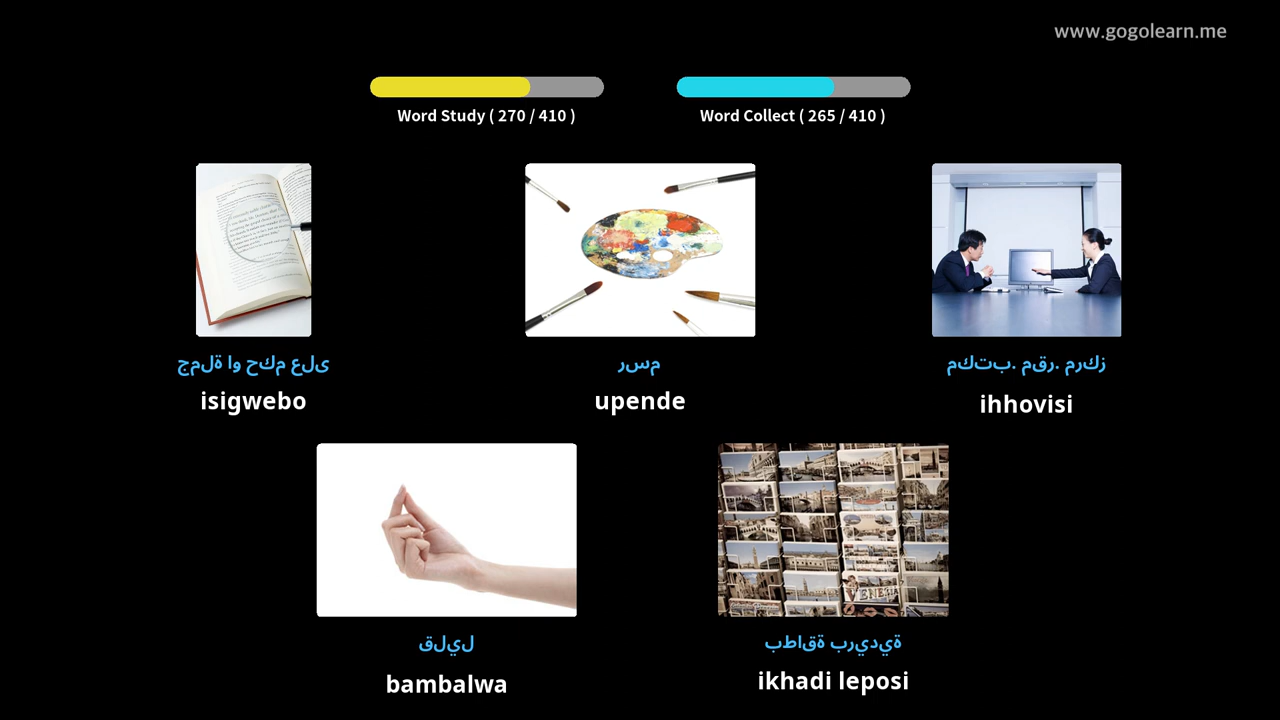 www.gogolearn.me
Word Study ( 270 / 410 )
Word Collect ( 265 / 410 )
جملة او حكم على
isigwebo
رسم
upende
مكتب. مقر. مركز
ihhovisi
قليل
bambalwa
بطاقة بريدية
ikhadi leposi